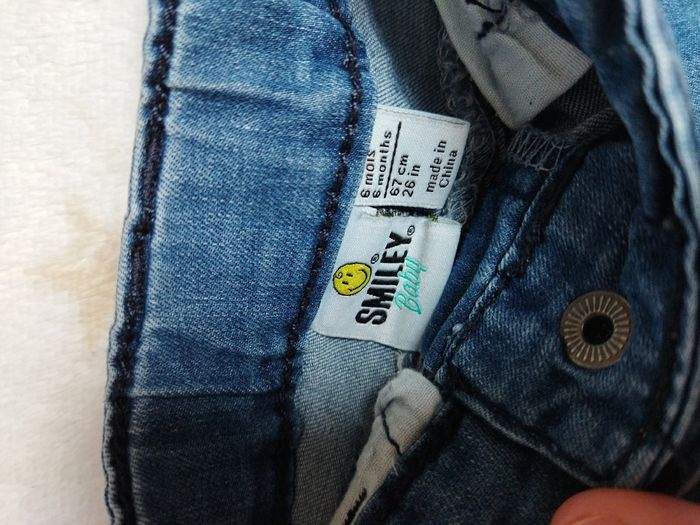 SMILEY®
Baby
®
6 mois
6 months
67 cm
26 in
made in
China